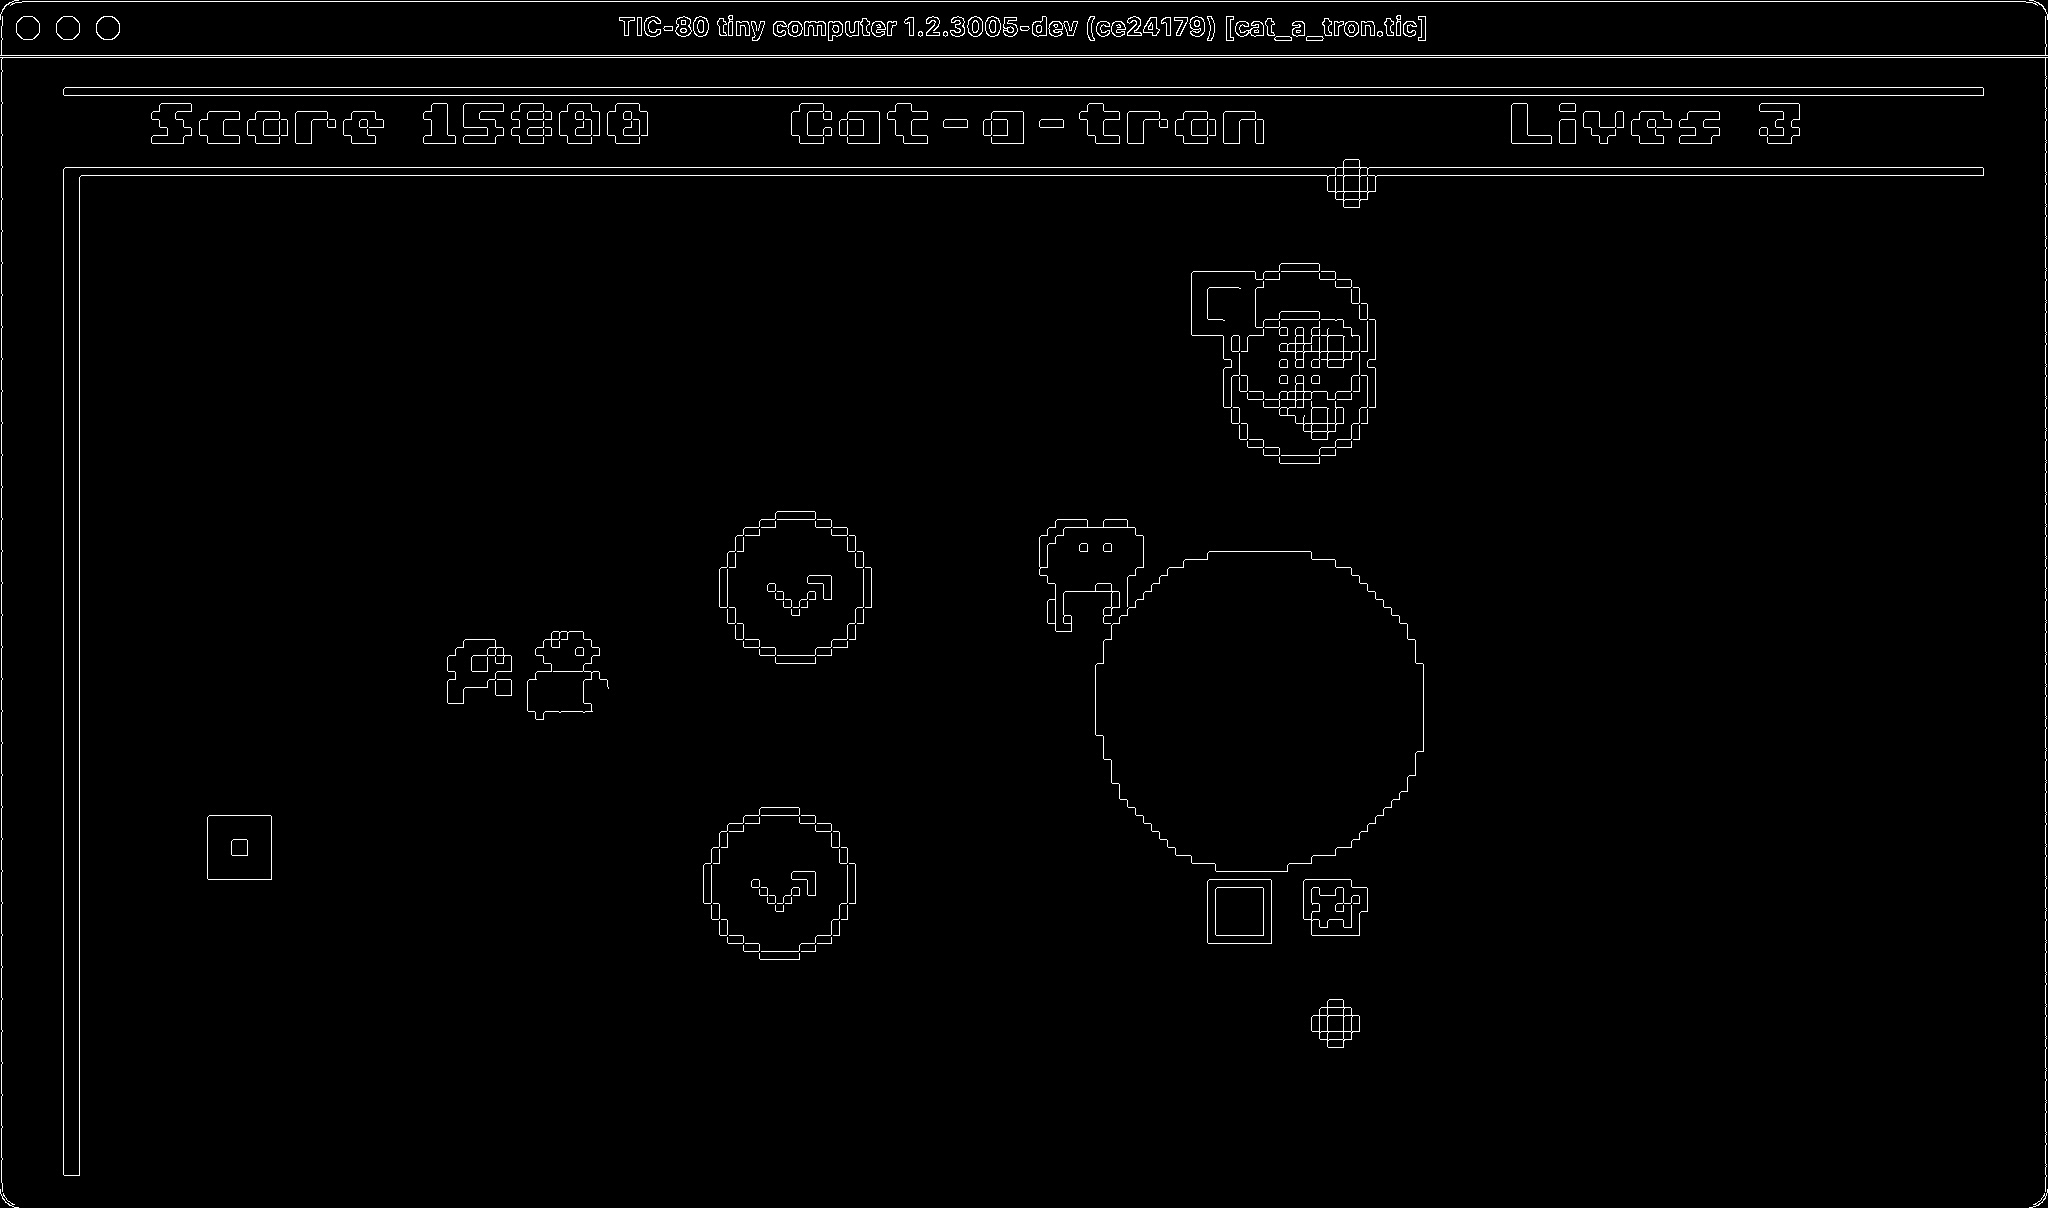 TIC-80 tiny computer 1.2.3005-dev (ce24179) [cat_a_tron.tic]
Score 15800 Cat-a-tron Lives 3